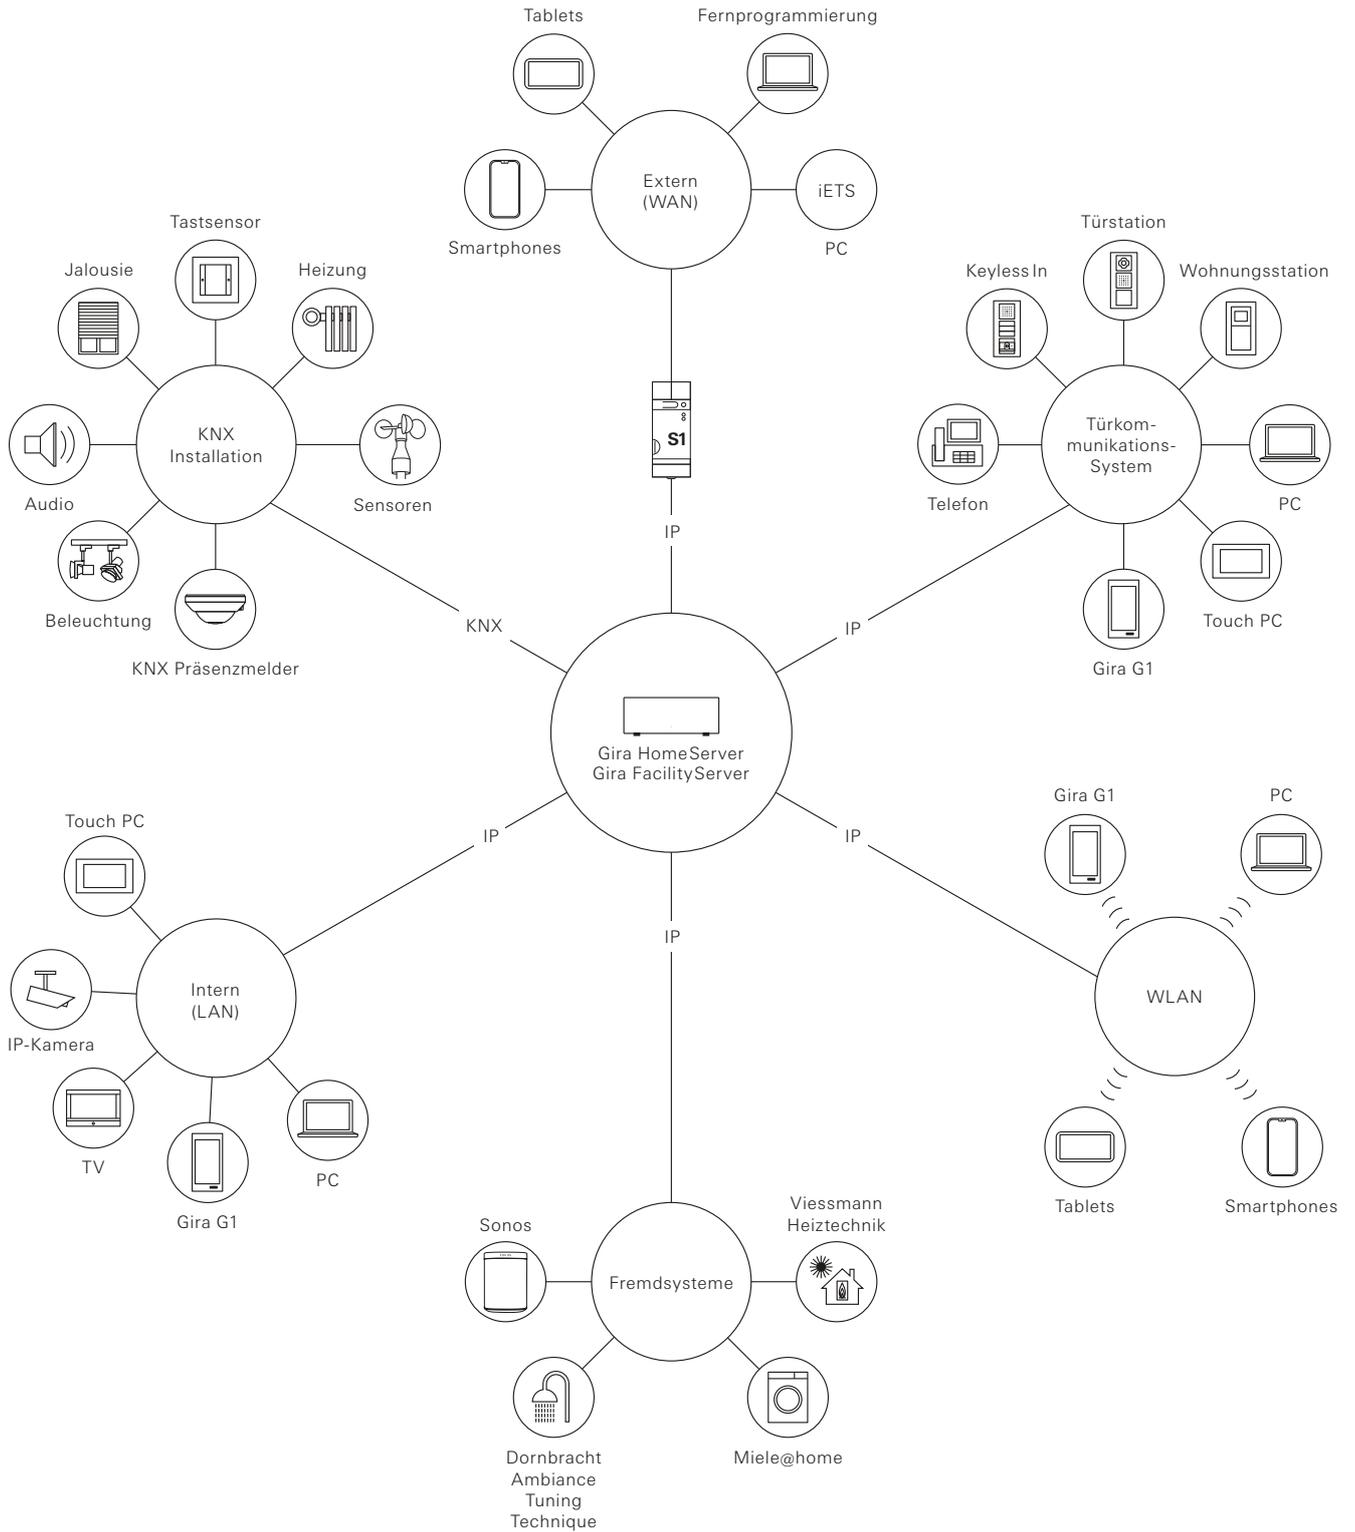 Tablets
Fernprogrammierung
Smartphones
Extern
(WAN)
iETS
PC
Tastsensor
Jalousie
Heizung
KNX
Installation
Audio
Sensoren
Beleuchtung
KNX Präsenzmelder
S1
IP
Türstation
Keyless In
Wohnungsstation
Türkom-
munikations-
System
Telefon
PC
Touch PC
Gira G1
KNX
IP
Gira HomeServer
Gira FacilityServer
IP
IP
IP
Touch PC
Intern
(LAN)
IP-Kamera
TV
Gira G1
PC
Gira G1
PC
WLAN
Tablets
Smartphones
Sonos
Viessmann
Heiztechnik
Fremdsysteme
Dornbracht
Ambiance
Tuning
Technique
Miele@home